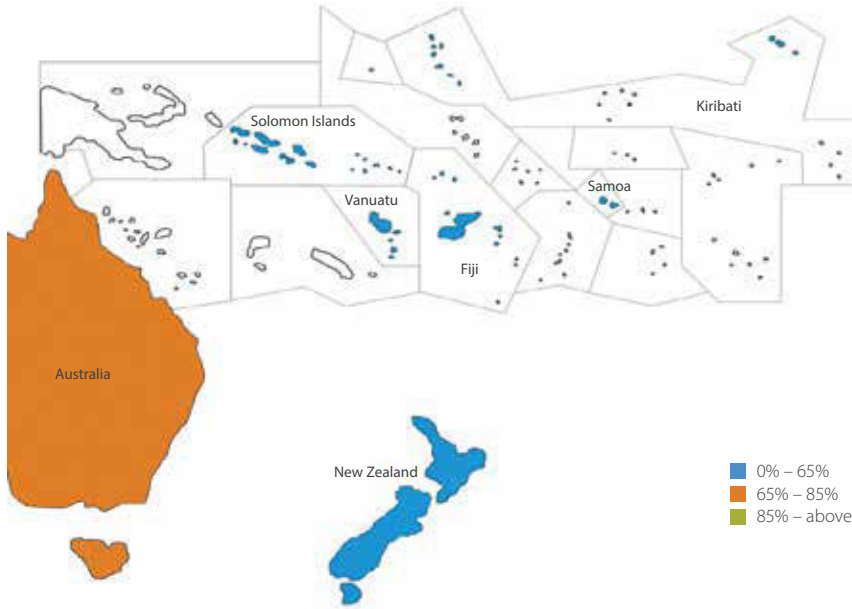 Kiribati
Solomon Islands
Samoa
Vanuatu
Fiji
Australia
New Zealand
0% – 65%
65% – 85%
85% – above